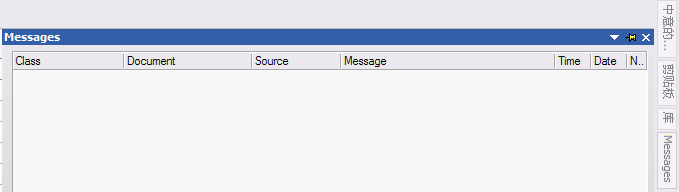 Messages
Class Document Source Message Time Date N..
中意的...
剪贴板
库
Messages